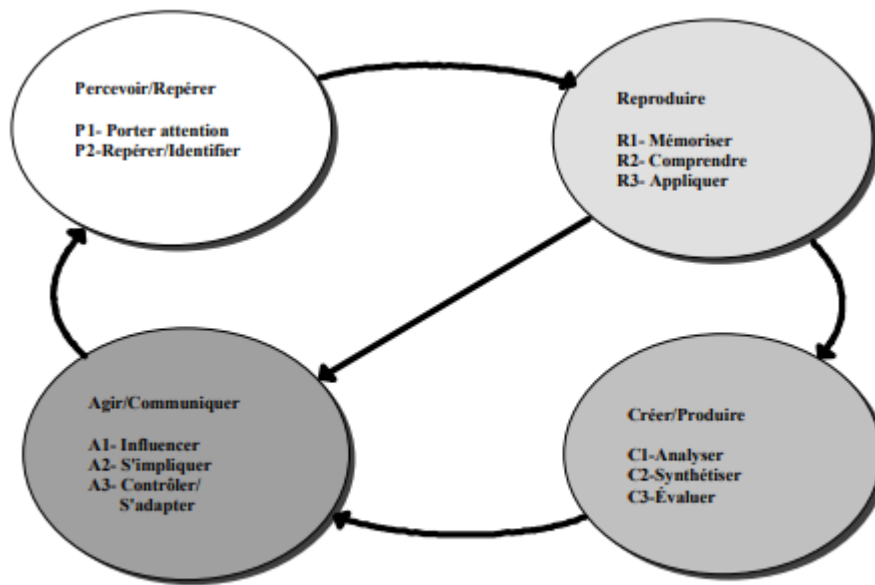 Percevoir/Repérer
P1- Porter attention
P2-Repérer/Identifier
Reproduire
R1- Mémoriser
R2- Comprendre
R3- Appliquer
Agir/Communiquer
A1- Influencer
A2- S'impliquer
A3- Contrôler/
S'adapter
Créer/Produire
C1-Analyser
C2-Synthétiser
C3-Évaluer